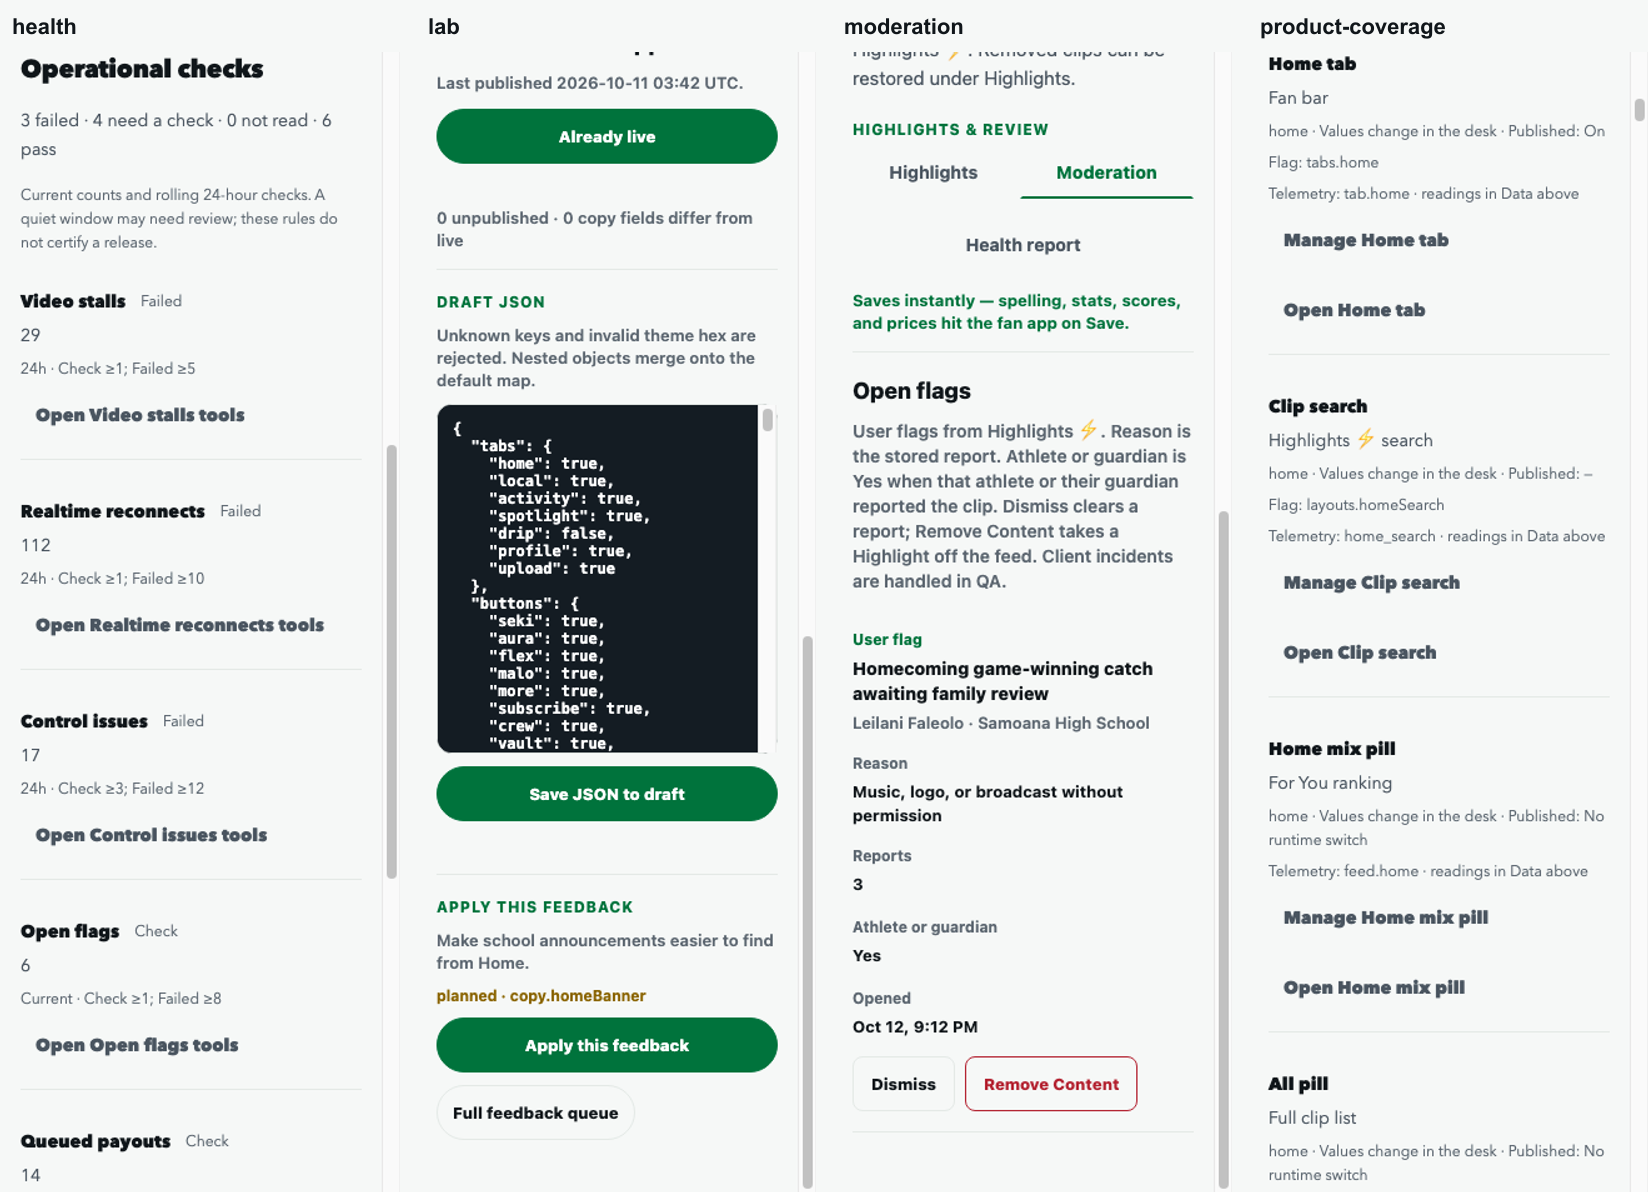 health
Operational checks
3 failed · 4 need a check · 0 not read · 6
pass
Current counts and rolling 24-hour checks. A
quiet window may need review; these rules do
not certify a release.
Video stalls Failed
29
24h · Check ≥1; Failed ≥5
Open Video stalls tools
Realtime reconnects Failed
112
24h · Check ≥1; Failed ≥10
Open Realtime reconnects tools
Control issues Failed
17
24h · Check ≥3; Failed ≥12
Open Control issues tools
Open flags Check
6
Current · Check ≥1; Failed ≥8
Open Open flags tools
Queued payouts Check
14
lab
Last published 2026-10-11 03:42 UTC.
Already live
0 unpublished · 0 copy fields differ from
live
DRAFT JSON
Unknown keys and invalid theme hex are
rejected. Nested objects merge onto the
default map.
{
"tabs": {
"home": true,
"local": true,
"activity": true,
"spotlight": true,
"drip": false,
"profile": true,
"upload": true
},
"buttons": {
"seki": true,
"aura": true,
"flex": true,
"malo": true,
"more": true,
"subscribe": true,
"crew": true,
"vault": true,
Save JSON to draft
APPLY THIS FEEDBACK
Make school announcements easier to find
from Home.
planned · copy.homeBanner
Apply this feedback
Full feedback queue
moderation
Highlights ⚡. Removed clips can be
restored under Highlights.
HIGHLIGHTS & REVIEW
Highlights Moderation
Health report
Saves instantly — spelling, stats, scores,
and prices hit the fan app on Save.
Open flags
User flags from Highlights ⚡. Reason is
the stored report. Athlete or guardian is
Yes when that athlete or their guardian
reported the clip. Dismiss clears a
report; Remove Content takes a
Highlight off the feed. Client incidents
are handled in QA.
User flag
Homecoming game-winning catch
awaiting family review
Leilani Faleolo · Samoana High School
Reason
Music, logo, or broadcast without
permission
Reports
3
Athlete or guardian
Yes
Opened
Oct 12, 9:12 PM
Dismiss Remove Content
product-coverage
Home tab
Fan bar
home · Values change in the desk · Published: On
Flag: tabs.home
Telemetry: tab.home · readings in Data above
Manage Home tab
Open Home tab
Clip search
Highlights ⚡ search
home · Values change in the desk · Published: –
Flag: layouts.homeSearch
Telemetry: home_search · readings in Data above
Manage Clip search
Open Clip search
Home mix pill
For You ranking
home · Values change in the desk · Published: No
runtime switch
Telemetry: feed.home · readings in Data above
Manage Home mix pill
Open Home mix pill
All pill
Full clip list
home · Values change in the desk · Published: No
runtime switch